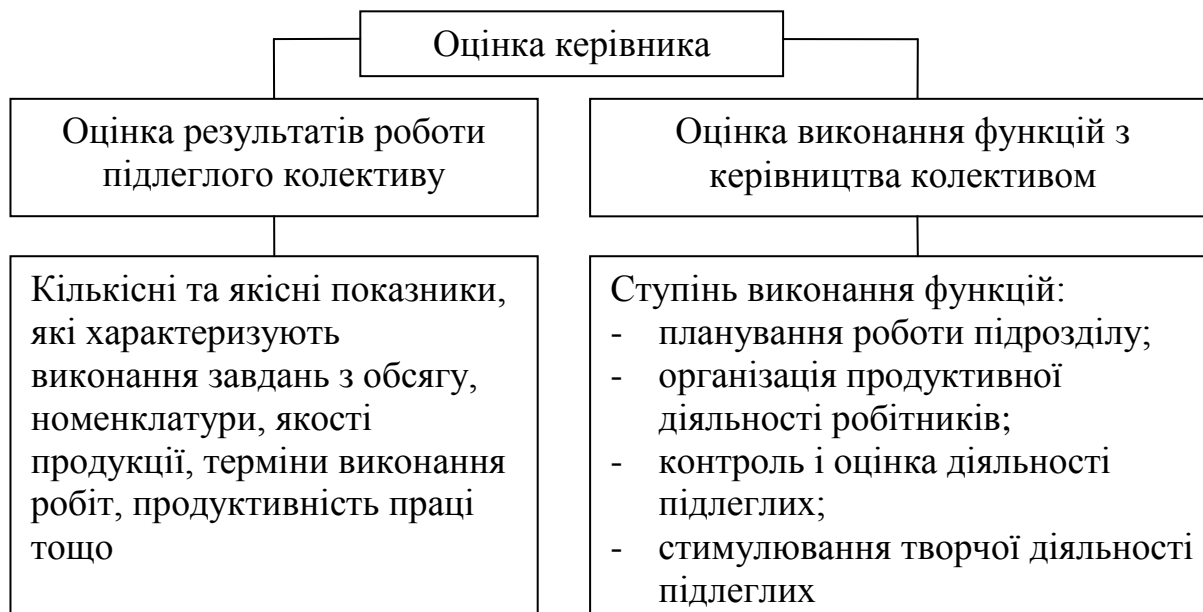 Оцінка керівника
Оцінка результатів роботи
підлеглого колективу
Оцінка виконання функцій з
керівництва колективом
Кількісні та якісні показники,
які характеризують
виконання завдань з обсягу,
номенклатури, якості
продукції, терміни виконання
робіт, продуктивність праці
тощо
Ступінь виконання функцій:
- планування роботи підрозділу;
- організація продуктивної
діяльності робітників;
- контроль і оцінка діяльності
підлеглих;
- стимулювання творчої діяльності
підлеглих